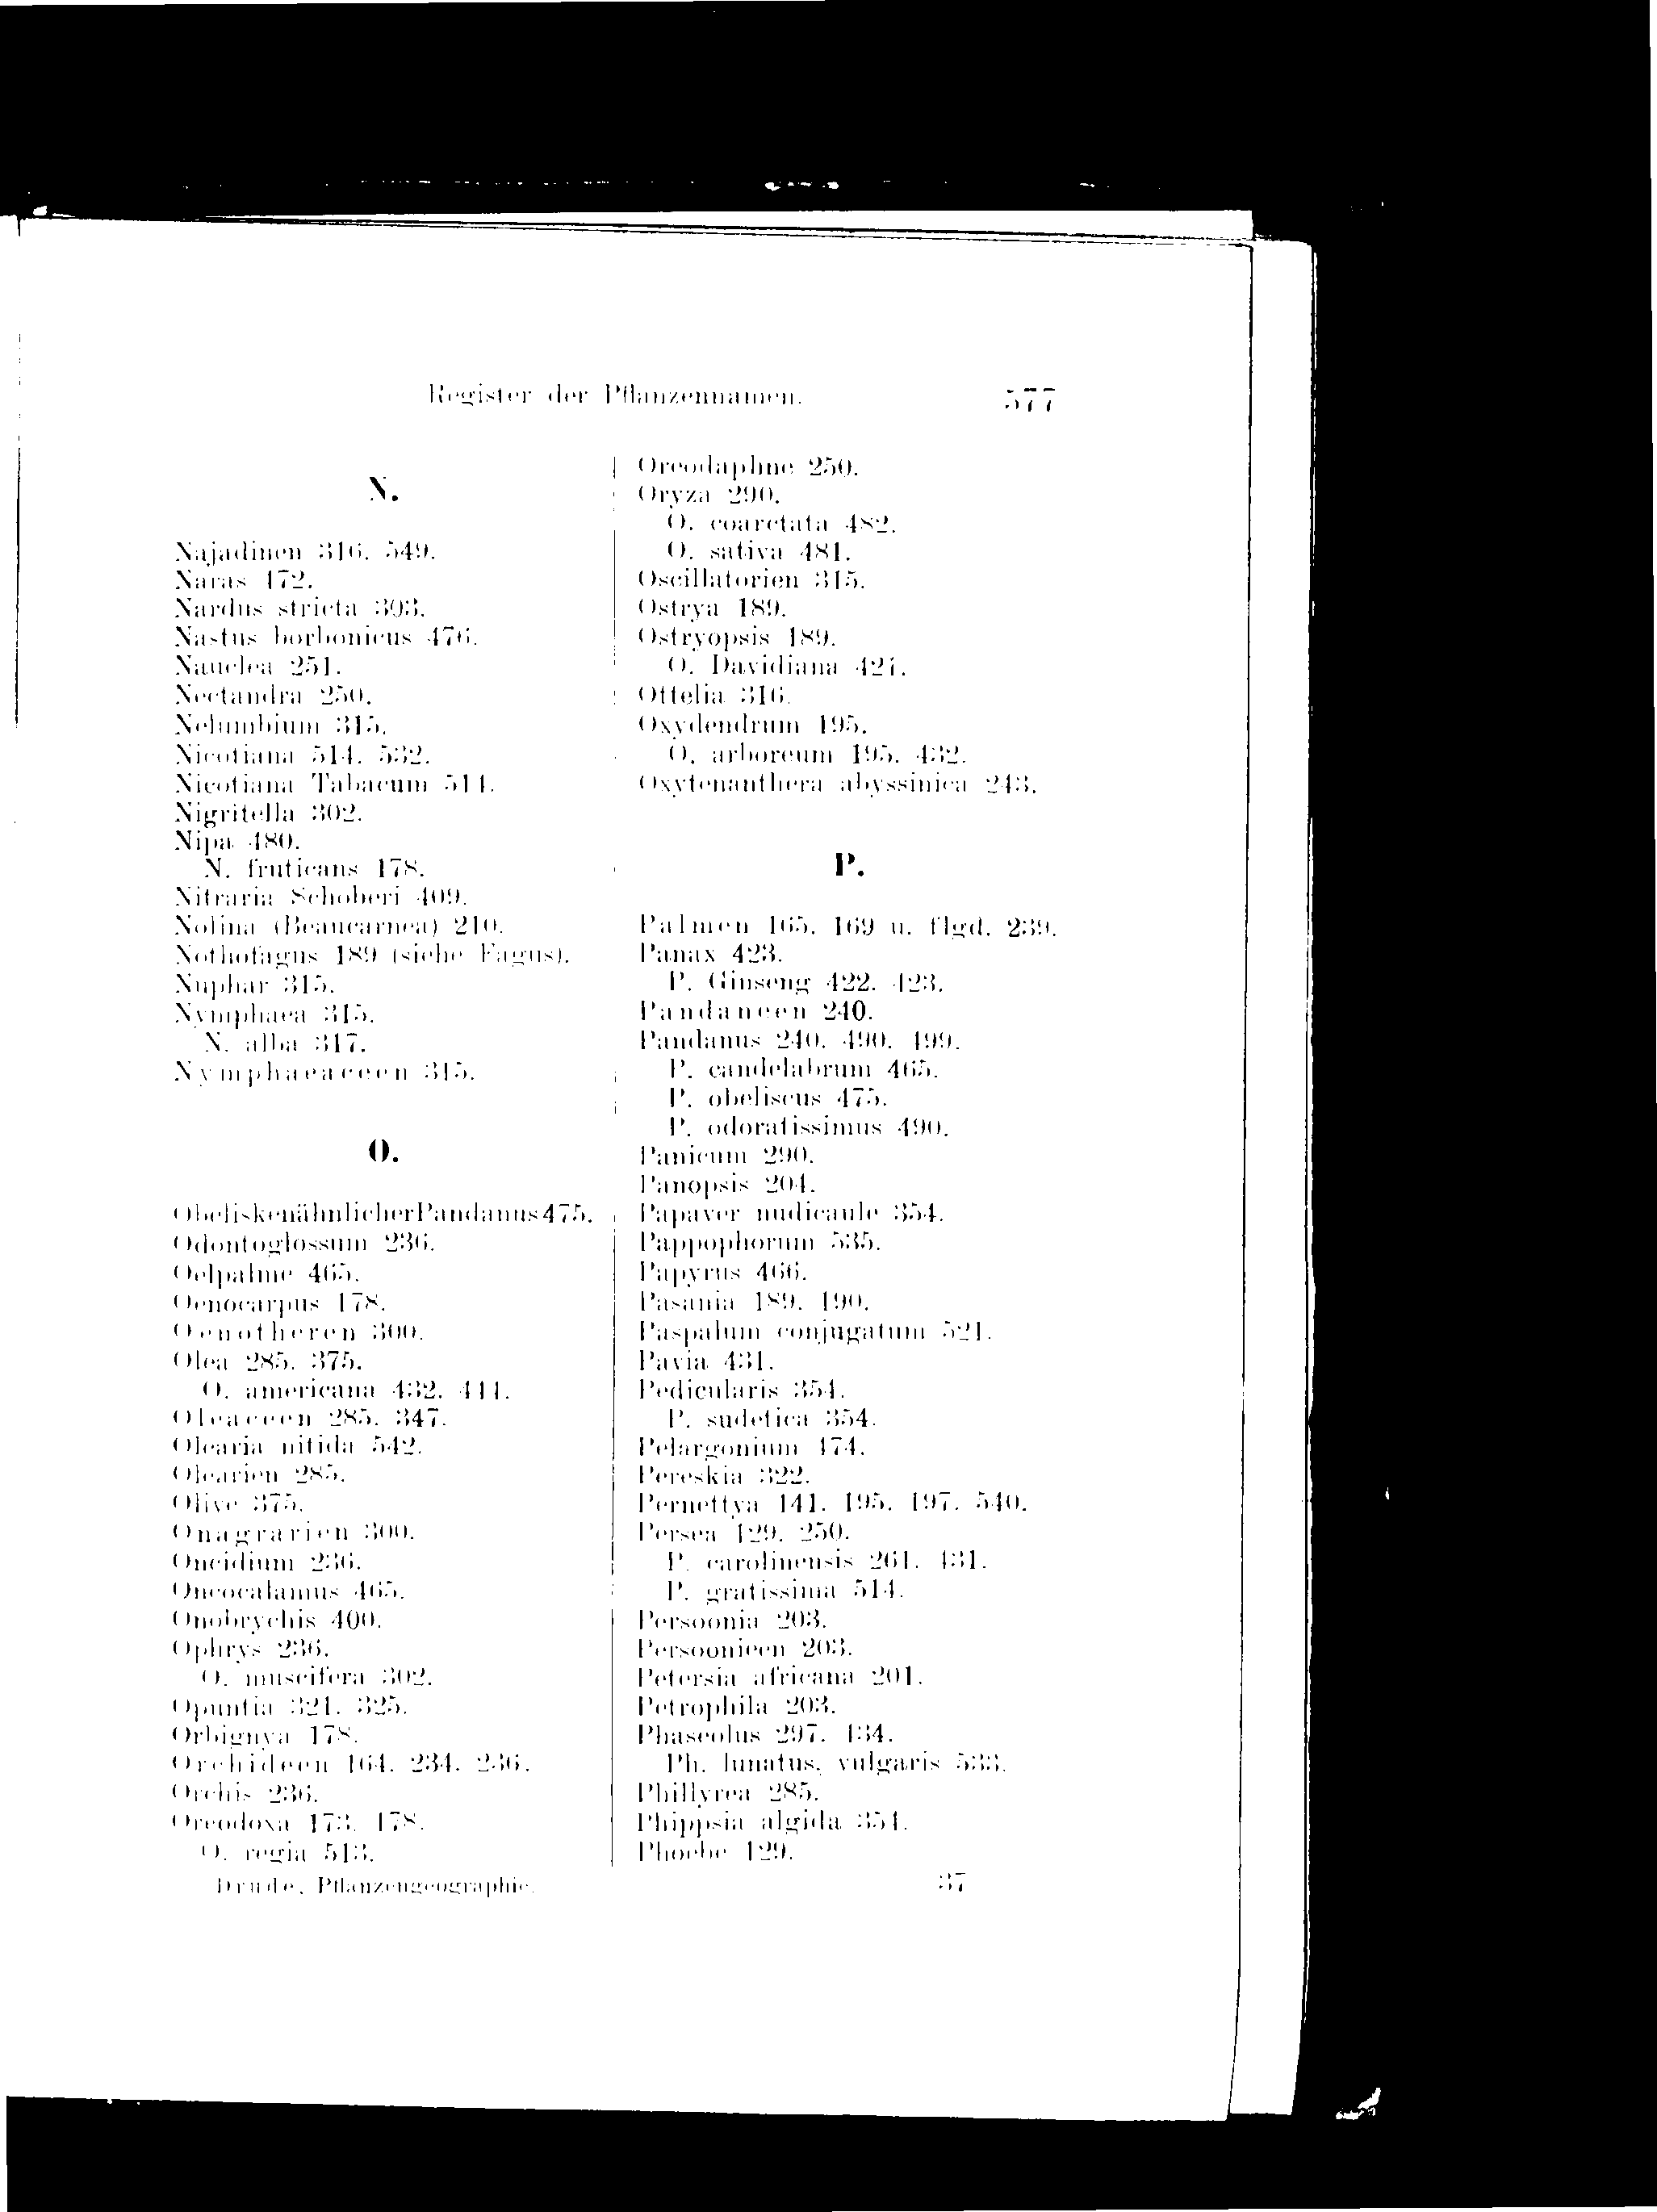 Register der Pflanzennamen. 577
N.
Najadinen 316. 549.
Naras 472.
Nardus stricta 303.
Nastus borbonicus 476.
Nauclea 251.
Nectandra 250.
Nelumbium 315.
Nicotiana 514. 532.
Nicotiana Tabacum 514.
Nigritella 302.
Nipa 480.
N. fruticans 178.
Nitraria Schoberi 409.
Nolina (Beaucarnea) 210.
Nothofagus 189 (siehe Fagus).
Nuphar 315.
Nymphaea 315.
N. alba 317.
Nymphaeaceen 315.
O.
Obeliskenähnlicher Pandanus 475.
Odontoglossum 236.
Oelpalme 465.
Oenocarpus 178.
Oenotheren 300.
Olea 285. 375.
O. americana 432. 444.
Oleaceen 285. 347.
Olearia nitida 542.
Olearien 285.
Olive 375.
Onagrarien 300.
Oncidium 236.
Oncocalamus 465.
Onobrychis 400.
Ophrys 236.
O. muscifera 302.
Opuntia 321. 325.
Orbignya 178.
Orchideen 164. 234. 236.
Orchis 236.
Oreodoxa 173. 178.
O. regia 513.
Oreodaphne 250.
Oryza 290.
O. coarctata 482.
O. sativa 481.
Oscillatorien 315.
Ostrya 189.
Ostryopsis 189.
O. Davidiana 421.
Ottelia 316.
Oxydendrum 195.
O. arboreum 195. 432.
Oxytenanthera abyssinica 243.
P.
Palmen 165. 169 u. flgd. 239.
Panax 423.
P. Ginseng 422. 423.
Pandaneen 240.
Pandanus 240. 490. 499.
P. candelabrum 465.
P. obeliscus 475.
P. odoratissimus 490.
Panicum 290.
Panopsis 204.
Papaver nudicaule 354.
Pappophorum 535.
Papyrus 466.
Pasania 189. 190.
Paspalum conjugatum 521.
Pavia 431.
Pedicularis 354.
P. sudetica 354.
Pelargonium 474.
Pereskia 322.
Pernettya 141. 195. 197. 540.
Persea 129. 250.
P. carolinensis 261. 431.
P. gratissima 514.
Persoonia 203.
Persoonieen 203.
Petersia africana 201.
Petrophila 203.
Phaseolus 297. 434.
Ph. lunatus, vulgaris 533.
Phillyrea 285.
Phippsia algida 354.
Phoebe 129.
Drude, Pflanzengeographie. 37